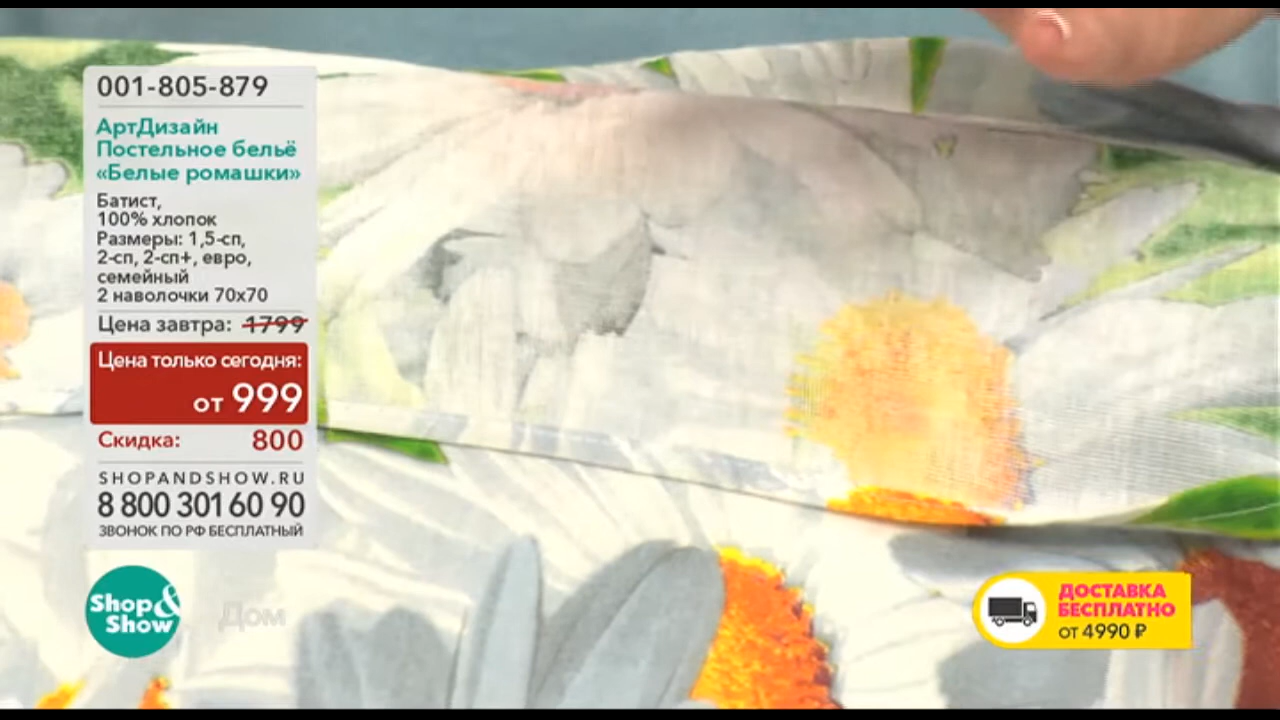 001-805-879
АртДизайн
Постельное бельё
«Белые ромашки»
Батист,
100% хлопок
Размеры: 1,5-сп,
2-сп, 2-сп+, евро,
семейный
2 наволочки 70х70
Цена завтра: 1799
Цена только сегодня:
от 999
Скидка: 800
SHOPANDSHOW.RU
8 800 301 60 90
ЗВОНОК ПО РФ БЕСПЛАТНЫЙ
Shop&
Show
Дом
ДОСТАВКА
БЕСПЛАТНО
от 4990 ₽